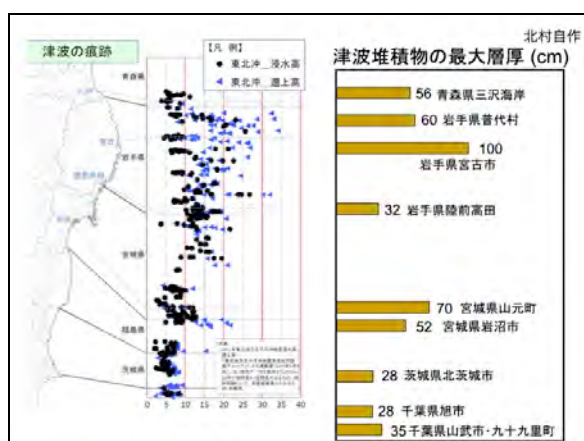 北村自作
津波の痕跡
【凡 例】
東北沖__浸水高
東北沖__遡上高
津波堆積物の最大層厚 (cm)
青森県
岩手県
宮城県
福島県
茨城県
0 5 10 15 20 25 30 35 40
56 青森県三沢海岸
60 岩手県普代村
100
岩手県宮古市
32 岩手県陸前高田
70 宮城県山元町
52 宮城県岩沼市
28 茨城県北茨城市
28 千葉県旭市
35 千葉県山武市・九十九里町